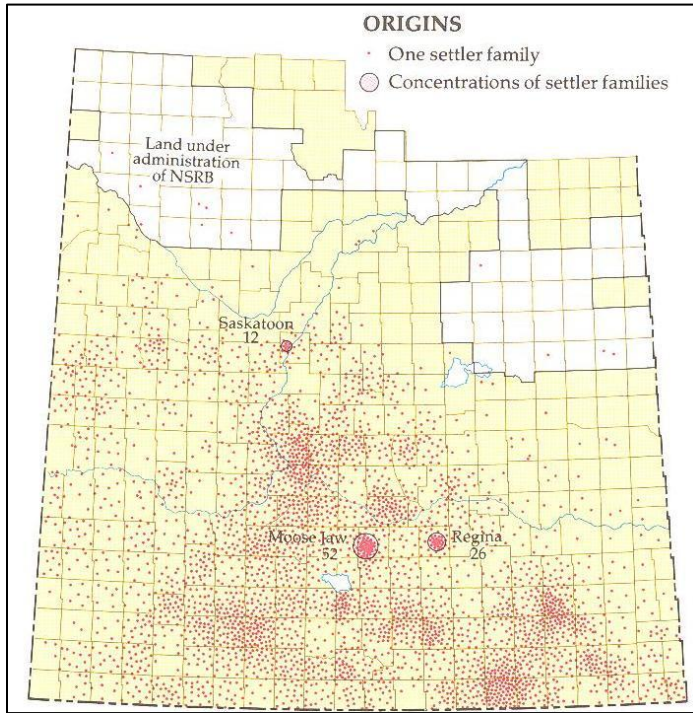 ORIGINS
One settler family
Concentrations of settler families
Land under
administration
of NSRB
Saskatoon
12
Moose Jaw
52
Regina
26